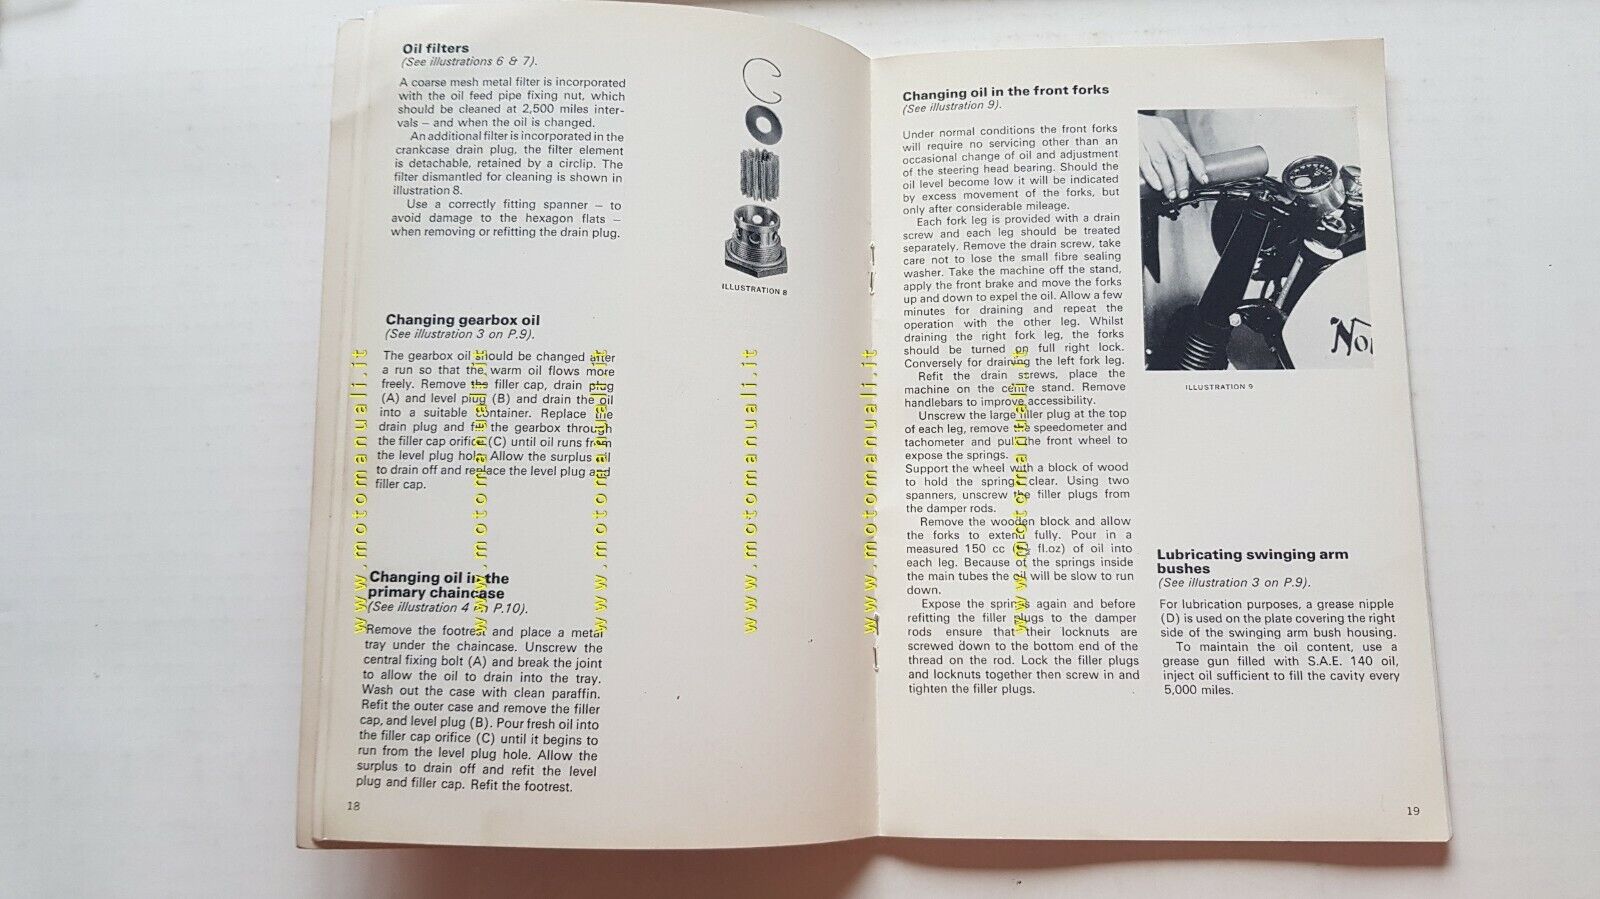 Oil filters
(See illustrations 6 & 7).
A coarse mesh metal filter is incorporated
with the oil feed pipe fixing nut, which
should be cleaned at 2,500 miles inter-
vals – and when the oil is changed.
An additional filter is incorporated in the
crankcase drain plug, the filter element
is detachable, retained by a circlip. The
filter dismantled for cleaning is shown in
illustration 8.
Use a correctly fitting spanner – to
avoid damage to the hexagon flats –
when removing or refitting the drain plug.
ILLUSTRATION 8
Changing gearbox oil
(See illustration 3 on P.9).
The gearbox oil should be changed after
a run so that the warm oil flows more
freely. Remove the filler cap, drain plug
(A) and level plug (B) and drain the oil
into a suitable container. Replace the
drain plug and fill the gearbox through
the filler cap orifice (C) until oil runs from
the level plug hole. Allow the surplus oil
to drain off and replace the level plug and
filler cap.
Changing oil in the
primary chaincase
(See illustration 4 on P.10).
Remove the footrest and place a metal
tray under the chaincase. Unscrew the
central fixing bolt (A) and break the joint
to allow the oil to drain into the tray.
Wash out the case with clean paraffin.
Refit the outer case and remove the filler
cap, and level plug (B). Pour fresh oil into
the filler cap orifice (C) until it begins to
run from the level plug hole. Allow the
surplus to drain off and refit the level
plug and filler cap. Refit the footrest.
18
Changing oil in the front forks
(See illustration 9).
Under normal conditions the front forks
will require no servicing other than an
occasional change of oil and adjustment
of the steering head bearing. Should the
oil level become low it will be indicated
by excess movement of the forks, but
only after considerable mileage.
Each fork leg is provided with a drain
screw and each leg should be treated
separately. Remove the drain screw, take
care not to lose the small fibre sealing
washer. Take the machine off the stand,
apply the front brake and move the forks
up and down to expel the oil. Allow a few
minutes for draining and repeat the
operation with the other leg. Whilst
draining the right fork leg, the forks
should be turned on full right lock.
Conversely for draining the left fork leg.
Refit the drain screws, place the
machine on the centre stand. Remove
handlebars to improve accessibility.
Unscrew the large filler plug at the top
of each leg, remove the speedometer and
tachometer and pull the front wheel to
expose the springs.
Support the wheel with a block of wood
to hold the springs clear. Using two
spanners, unscrew the filler plugs from
the damper rods.
Remove the wooden block and allow
the forks to extend fully. Pour in a
measured 150 cc fl.oz) of oil into
each leg. Because of the springs inside
the main tubes the oil will be slow to run
down.
Expose the springs again and before
refitting the filler plugs to the damper
rods ensure that their locknuts are
screwed down to the bottom end of the
thread on the rod. Lock the filler plugs
and locknuts together then screw in and
tighten the filler plugs.
Nor
ILLUSTRATION 9
Lubricating swinging arm
bushes
(See illustration 3 on P.9).
For lubrication purposes, a grease nipple
(D) is used on the plate covering the right
side of the swinging arm bush housing.
To maintain the oil content, use a
grease gun filled with S.A.E. 140 oil,
inject oil sufficient to fill the cavity every
5,000 miles.
19
www.motomanuali.it
www.motomanuali.it
www.motomanuali.it
www.motomanuali.it
www.motomanuali.it
www.motomanuali.it